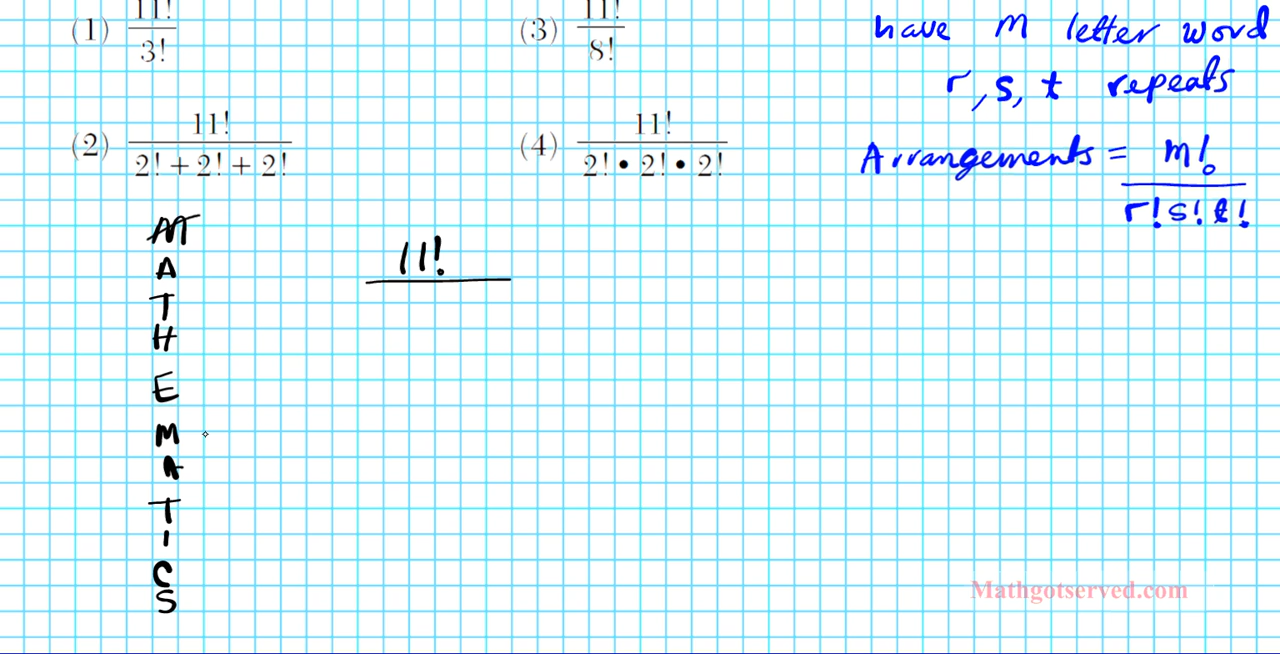 (1) 11!/3!
(3) 11!/8!
(2) 11!/(2! + 2! + 2!)
(4) 11!/(2! • 2! • 2!)
have m letter word
r, s, t repeats
Arrangements = m!/(r! s! t!)
M
A
T
H
E
M
A
T
I
C
S
11!
Mathgotserved.com